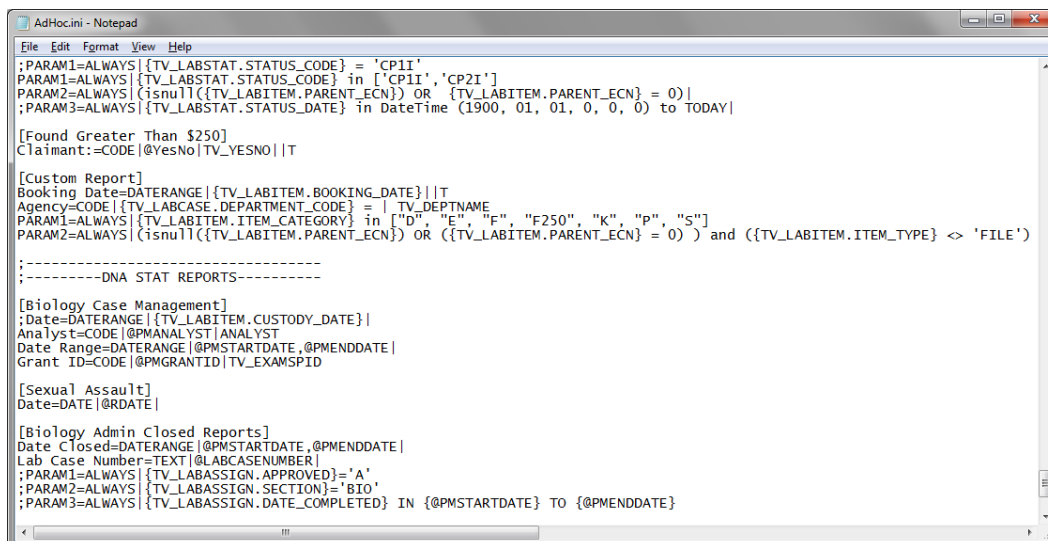 AdHoc.ini - Notepad
File Edit Format View Help
;PARAM1=ALWAYS|{TV_LABSTAT.STATUS_CODE} = 'CP1I'
PARAM1=ALWAYS|{TV_LABSTAT.STATUS_CODE} in ['CP1I','CP2I']
PARAM2=ALWAYS|(isnull({TV_LABITEM.PARENT_ECN}) OR  {TV_LABITEM.PARENT_ECN} = 0)|
;PARAM3=ALWAYS|{TV_LABSTAT.STATUS_DATE} in DateTime (1900, 01, 01, 0, 0, 0) to TODAY|
[Found Greater Than $250]
Claimant:=CODE|@YesNo|TV_YESNO||T
[Custom Report]
Booking Date=DATERANGE|{TV_LABITEM.BOOKING_DATE}||T
Agency=CODE|{TV_LABCASE.DEPARTMENT_CODE} = | TV_DEPTNAME
PARAM1=ALWAYS|{TV_LABITEM.ITEM_CATEGORY} in ["D", "E", "F", "F250", "K", "P", "S"]
PARAM2=ALWAYS|(isnull({TV_LABITEM.PARENT_ECN}) OR ({TV_LABITEM.PARENT_ECN} = 0) ) and ({TV_LABITEM.ITEM_TYPE} <> 'FILE')
;-----------------------------------
;---------DNA STAT REPORTS----------
[Biology Case Management]
;Date=DATERANGE|{TV_LABITEM.CUSTODY_DATE}|
Analyst=CODE|@PMANALYST|ANALYST
Date Range=DATERANGE|@PMSTARTDATE,@PMENDDATE|
Grant ID=CODE|@PMGRANTID|TV_EXAMSPID
[Sexual Assault]
Date=DATE|@RDATE|
[Biology Admin Closed Reports]
Date Closed=DATERANGE|@PMSTARTDATE,@PMENDDATE|
Lab Case Number=TEXT|@LABCASENUMBER|
;PARAM1=ALWAYS|{TV_LABASSIGN.APPROVED}='A'
;PARAM2=ALWAYS|{TV_LABASSIGN.SECTION}='BIO'
;PARAM3=ALWAYS|{TV_LABASSIGN.DATE_COMPLETED} IN {@PMSTARTDATE} TO {@PMENDDATE}